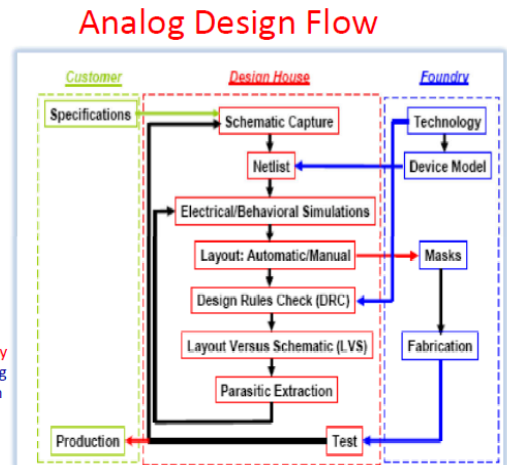 Analog Design Flow
Customer
Design House
Foundry
Specifications
Schematic Capture
Technology
Netlist
Device Model
Electrical/Behavioral Simulations
Layout: Automatic/Manual
Masks
Design Rules Check (DRC)
Layout Versus Schematic (LVS)
Fabrication
Parasitic Extraction
Production
Test